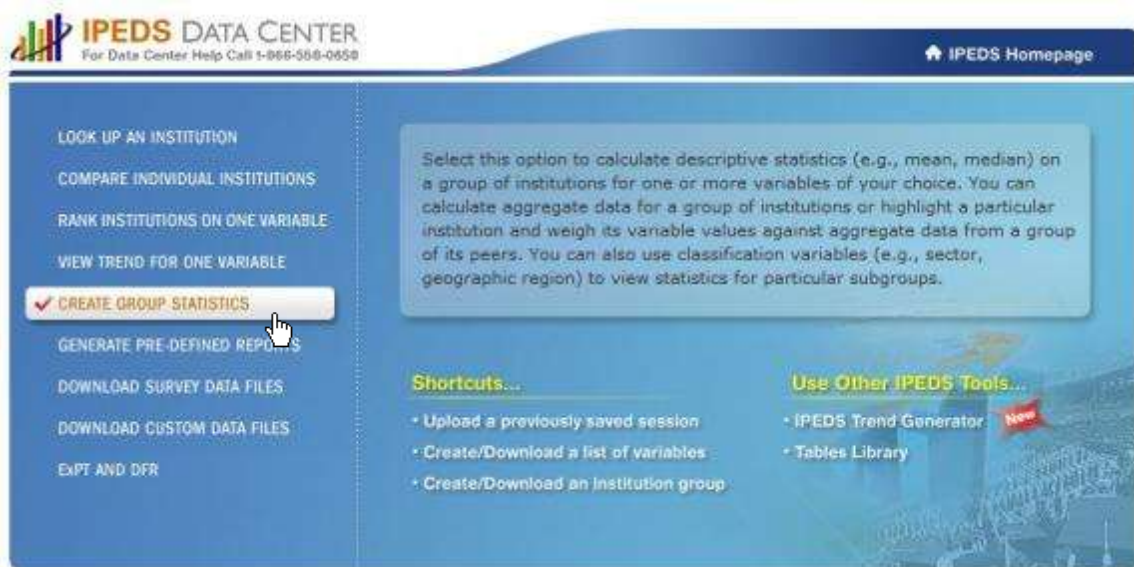 IPEDS DATA CENTER
For Data Center Help Call 1-866-558-0658
IPEDS Homepage
LOOK UP AN INSTITUTION
COMPARE INDIVIDUAL INSTITUTIONS
RANK INSTITUTIONS ON ONE VARIABLE
VIEW TREND FOR ONE VARIABLE
CREATE GROUP STATISTICS
GENERATE PRE-DEFINED REPORTS
DOWNLOAD SURVEY DATA FILES
DOWNLOAD CUSTOM DATA FILES
ExPT AND DFR
Select this option to calculate descriptive statistics (e.g., mean, median) on
a group of institutions for one or more variables of your choice. You can
calculate aggregate data for a group of institutions or highlight a particular
institution and weigh its variable values against aggregate data from a group
of its peers. You can also use classification variables (e.g., sector,
geographic region) to view statistics for particular subgroups.
Shortcuts...
• Upload a previously saved session
• Create/Download a list of variables
• Create/Download an institution group
Use Other IPEDS Tools...
• IPEDS Trend Generator
New
• Tables Library